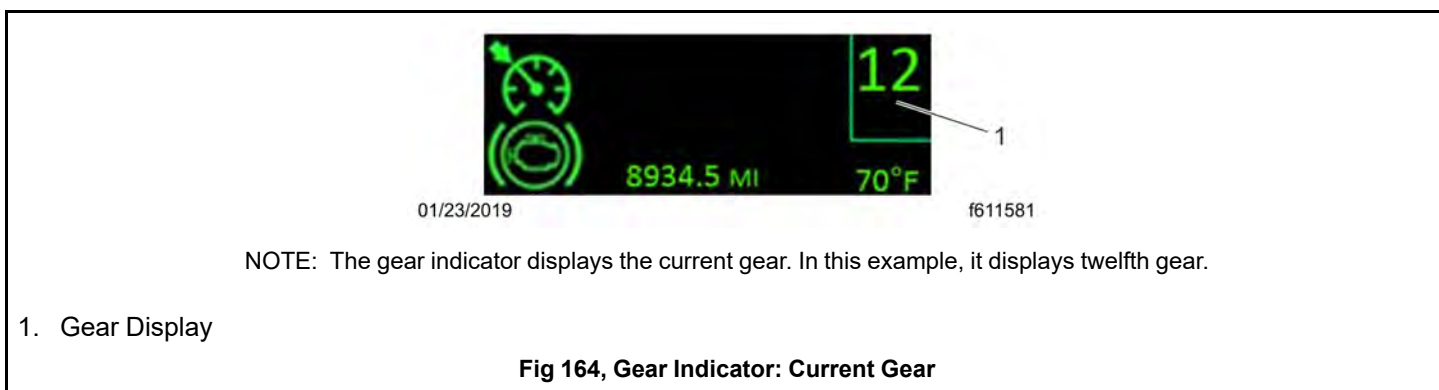 12
1
8934.5 MI 70°F
01/23/2019 f611581
NOTE: The gear indicator displays the current gear. In this example, it displays twelfth gear.
1. Gear Display
Fig 164, Gear Indicator: Current Gear